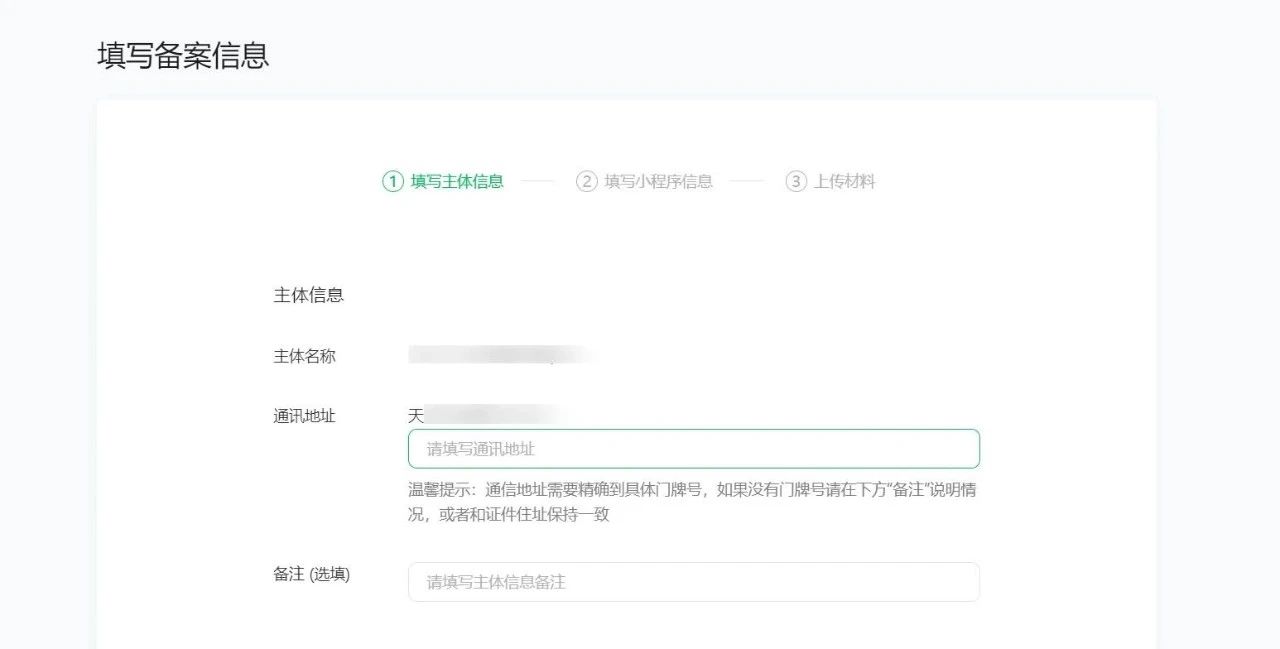 填写备案信息
1 填写主体信息 2 填写小程序信息 3 上传材料
主体信息
主体名称
通讯地址 天
请填写通讯地址
温馨提示：通信地址需要精确到具体门牌号，如果没有门牌号请在下方“备注”说明情
况，或者和证件住址保持一致
备注 (选填) 请填写主体信息备注